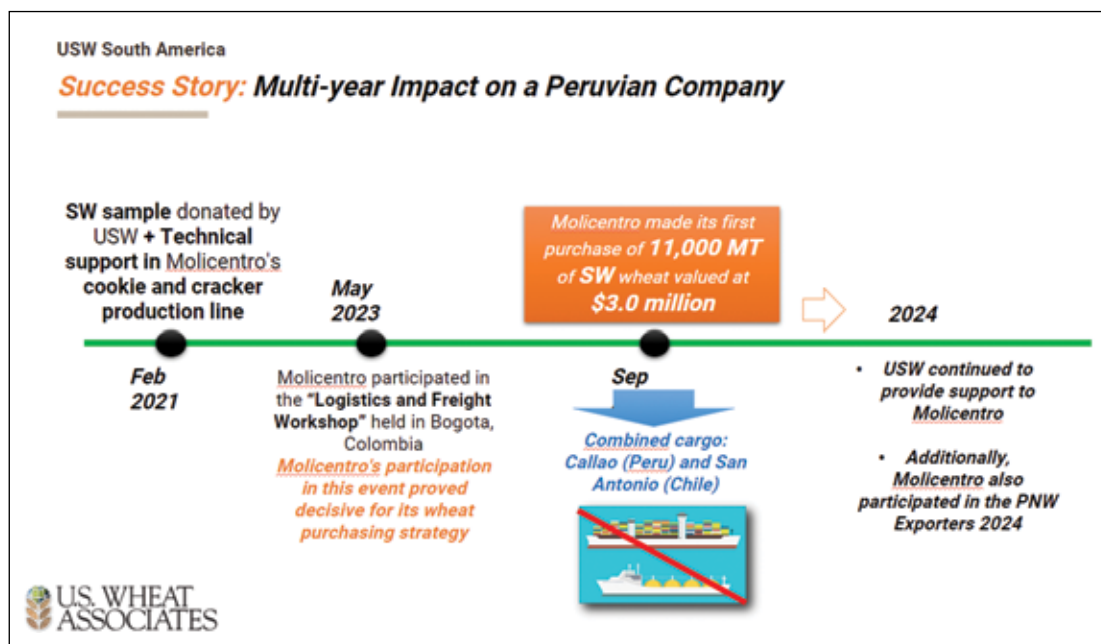 USW South America
Success Story: Multi-year Impact on a Peruvian Company
SW sample donated by
USW + Technical
support in Molicentro's
cookie and cracker
production line
Feb
2021
May
2023
Molicentro participated in
the “Logistics and Freight
Workshop” held in Bogota,
Colombia
Molicentro's participation
in this event proved
decisive for its wheat
purchasing strategy
Molicentro made its first
purchase of 11,000 MT
of SW wheat valued at
$3.0 million
Sep
Combined cargo:
Callao (Peru) and San
Antonio (Chile)
2024
• USW continued to
provide support to
Molicentro
• Additionally,
Molicentro also
participated in the PNW
Exporters 2024
U.S. WHEAT
ASSOCIATES